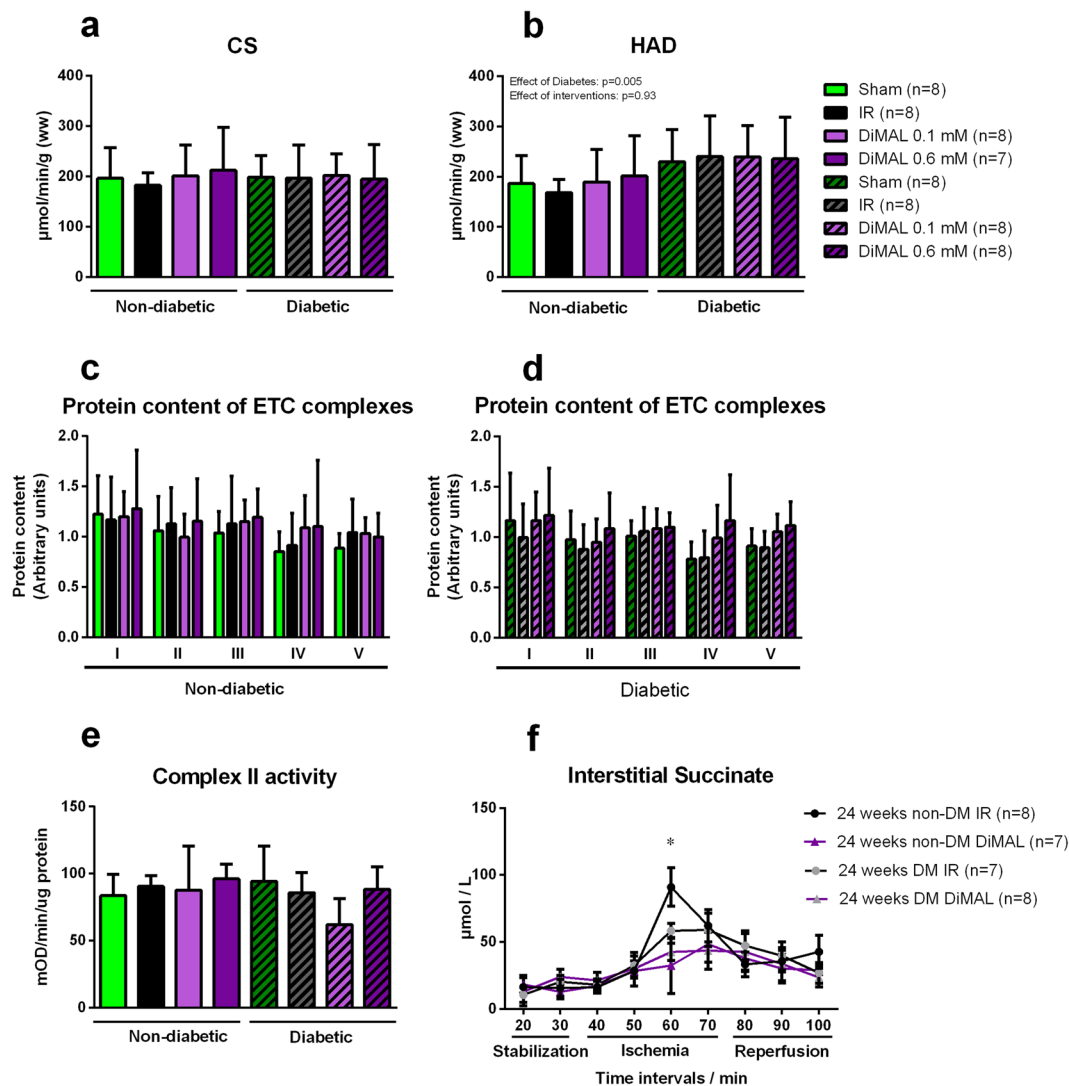 a
CS
400
300
200
100
0
µmol/min/g (ww)
Non-diabetic
Diabetic
b
HAD
Effect of Diabetes: p=0.005
Effect of interventions: p=0.93
400
300
200
100
0
µmol/min/g (ww)
Non-diabetic
Diabetic
Sham (n=8)
IR (n=8)
DiMAL 0.1 mM (n=8)
DiMAL 0.6 mM (n=7)
Sham (n=8)
IR (n=8)
DiMAL 0.1 mM (n=8)
DiMAL 0.6 mM (n=8)
c
Protein content of ETC complexes
2.0
1.5
1.0
0.5
0.0
Protein content
(Arbitrary units)
I II III IV V
Non-diabetic
d
Protein content of ETC complexes
2.0
1.5
1.0
0.5
0.0
Protein content
(Arbitrary units)
I II III IV V
Diabetic
e
Complex II activity
150
100
50
0
mOD/min/ug protein
Non-diabetic
Diabetic
f
Interstitial Succinate
150
100
50
0
µmol / L
*
20 30 40 50 60 70 80 90 100
Stabilization Ischemia Reperfusion
Time intervals / min
24 weeks non-DM IR (n=8)
24 weeks non-DM DiMAL (n=7)
24 weeks DM IR (n=7)
24 weeks DM DiMAL (n=8)